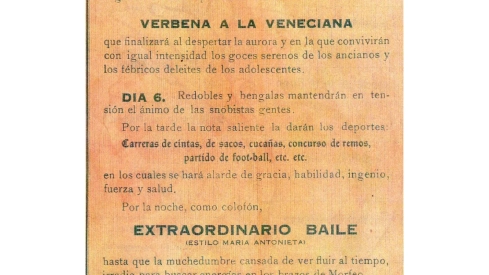 VERBENA A LA VENECIANA
que finalizará al despertar la aurora y en la que convivirán
con igual intensidad los goces serenos de los ancianos y
los fébricos deleites de los adolescentes.
DIA 6. Redobles y bengalas mantendrán en ten-
sión el ánimo de las snobistas gentes.
Por la tarde la nota saliente la darán los deportes:
Carreras de cintas, de sacos, cucañas, concurso de remos,
partido de foot-ball, etc. etc.
en los cuales se hará alarde de gracia, habilidad, ingenio,
fuerza y salud.
Por la noche, como colofón,
EXTRAORDINARIO BAILE
(ESTILO MARIA ANTONIETA)
hasta que la muchedumbre cansada de ver fluir al tiempo,